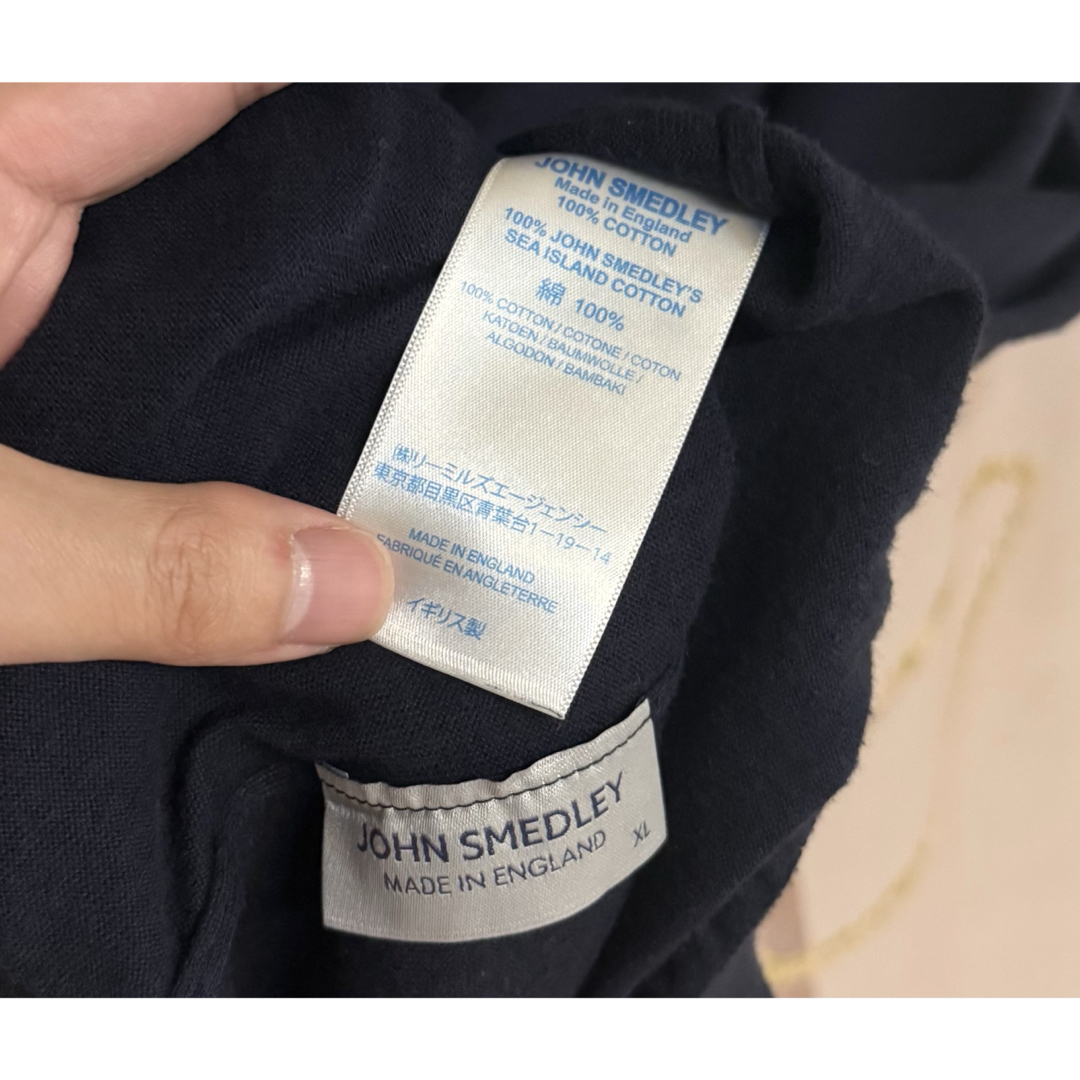 JOHN SMEDLEY
Made in England
100% COTTON
100% JOHN SMEDLEY'S
SEA ISLAND COTTON
綿 100%
100% COTTON / COTONE / COTON
KATOEN / BAUMWOLLE /
ALGODON / BAMBAKI
㈱リーミルズエージェンシー
東京都目黒区青葉台1-19-14
MADE IN ENGLAND
FABRIQUÉ EN ANGLETERRE
イギリス製
JOHN SMEDLEY
MADE IN ENGLAND XL